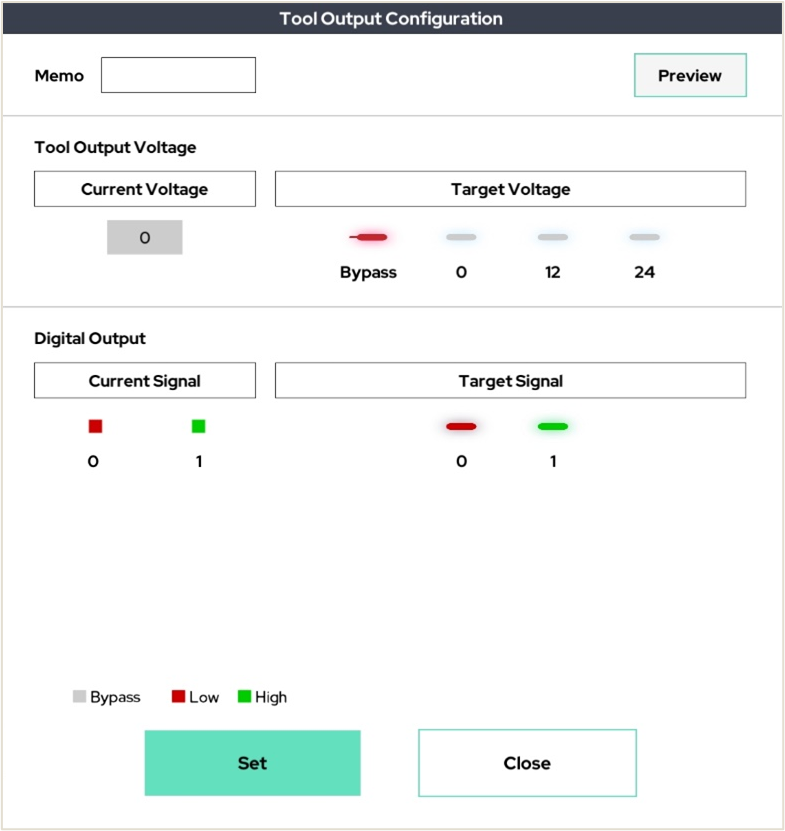 Tool Output Configuration
Memo
Preview
Tool Output Voltage
Current Voltage
Target Voltage
0
Bypass 0 12 24
Digital Output
Current Signal
Target Signal
0 1
0 1
Bypass Low High
Set
Close